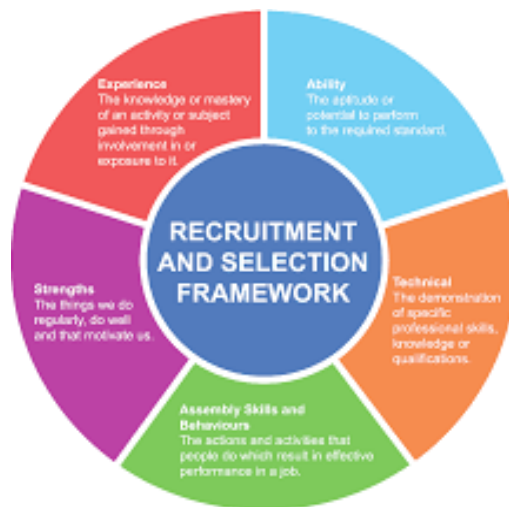 Experience
The knowledge or mastery
of an activity or subject
gained through
involvement in or
exposure to it.
Ability
The aptitude or
potential to perform
to the required standard.
RECRUITMENT
AND SELECTION
FRAMEWORK
Strengths
The things we do
regularly, do well
and that motivate us.
Technical
The demonstration
of specific
professional skills,
knowledge or
qualifications.
Assembly Skills and
Behaviours
The actions and activities that
people do which result in effective
performance in a job.